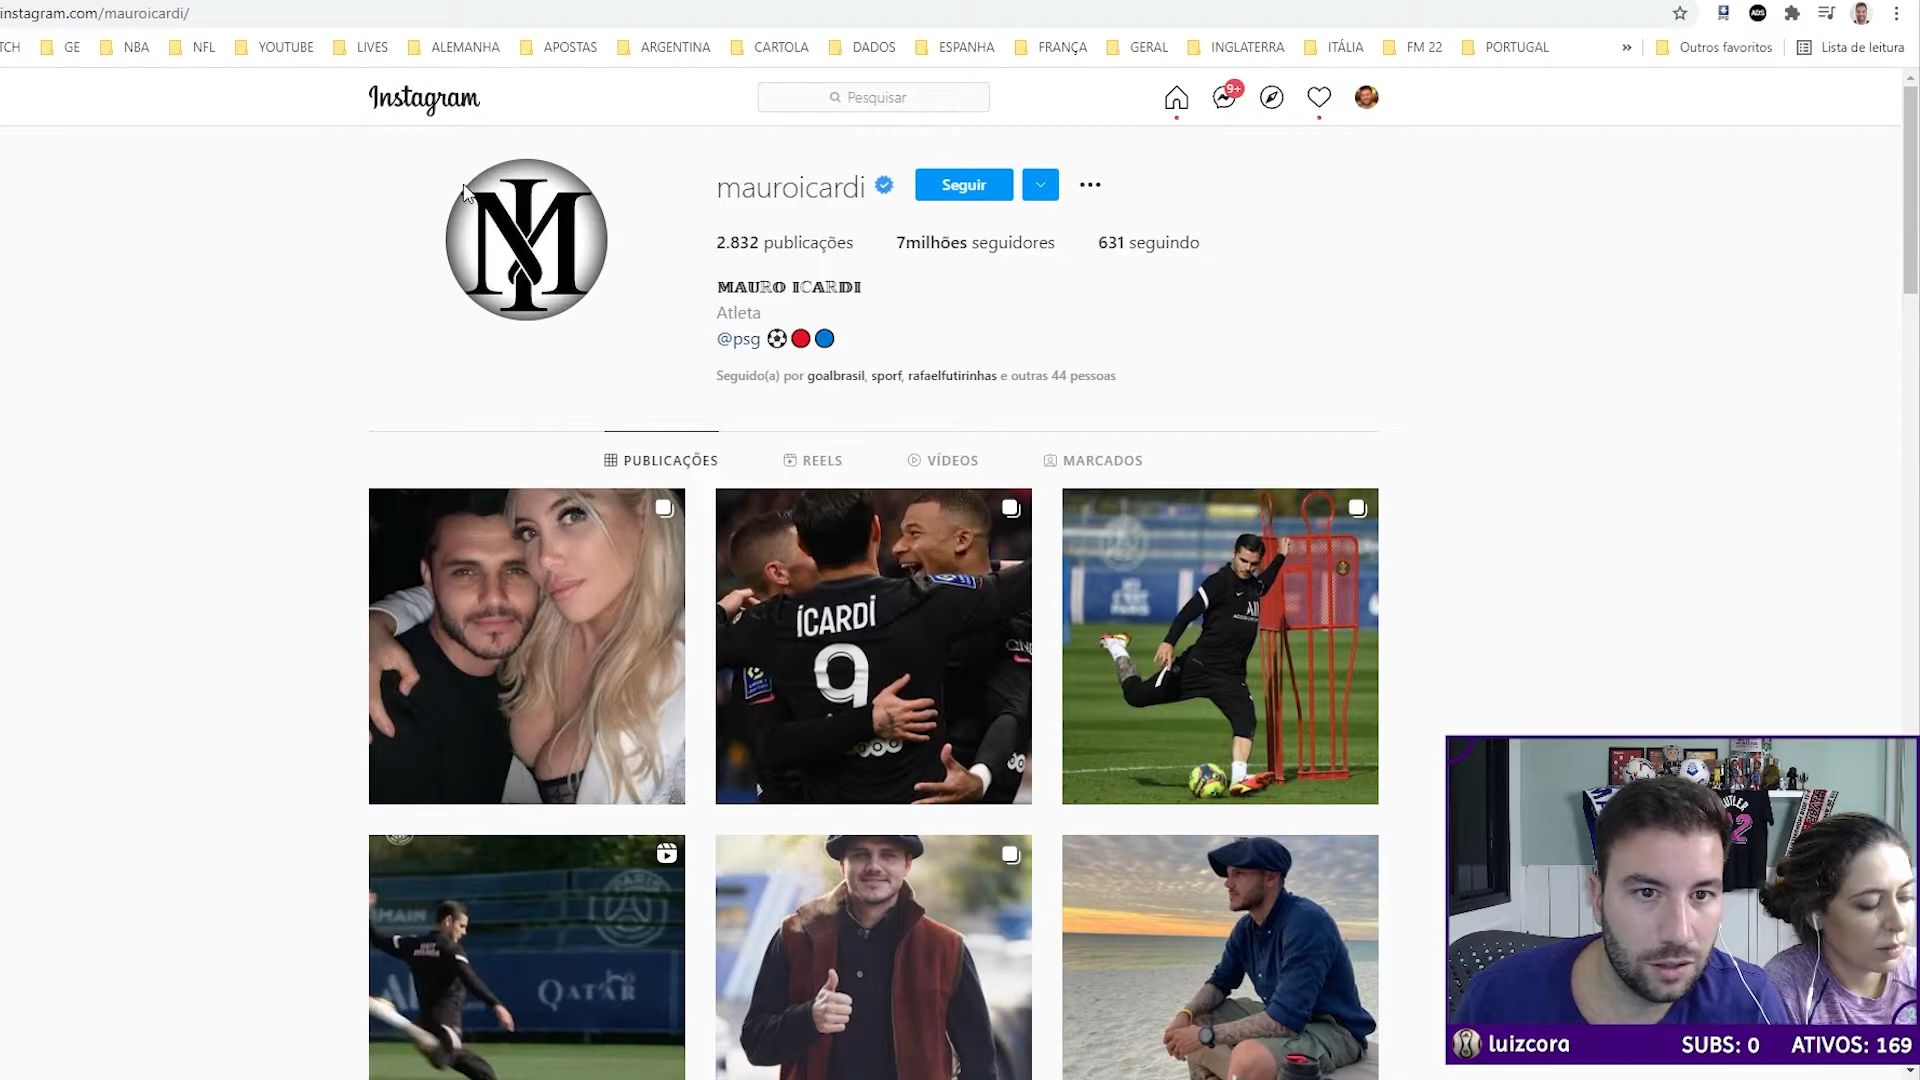 instagram.com/mauroicardi/
TCH GE NBA NFL YOUTUBE LIVES ALEMANHA APOSTAS ARGENTINA CARTOLA DADOS ESPANHA FRANÇA GERAL INGLATERRA ITÁLIA FM 22 PORTUGAL » Outros favoritos Lista de leitura
Instagram
Pesquisar
9+
mauroicardi
Seguir
2.832 publicações 7milhões seguidores 631 seguindo
MAURO ICARDI
Atleta
@psg
Seguido(a) por goalbrasil, sporf, rafaelfutirinhas e outras 44 pessoas
PUBLICAÇÕES REELS VÍDEOS MARCADOS
ICARDI
9
QATAR
luizcora SUBS: 0 ATIVOS: 169